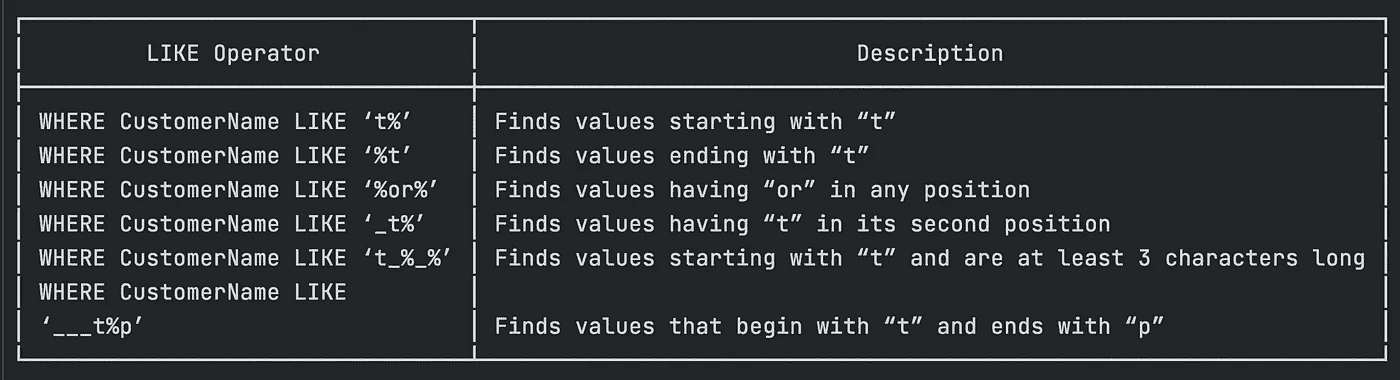 LIKE Operator Description
WHERE CustomerName LIKE ‘t%’ Finds values starting with “t”
WHERE CustomerName LIKE ‘%t’ Finds values ending with “t”
WHERE CustomerName LIKE ‘%or%’ Finds values having “or” in any position
WHERE CustomerName LIKE ‘_t%’ Finds values having “t” in its second position
WHERE CustomerName LIKE ‘t_%_%’ Finds values starting with “t” and are at least 3 characters long
WHERE CustomerName LIKE
‘___t%p’ Finds values that begin with “t” and ends with “p”